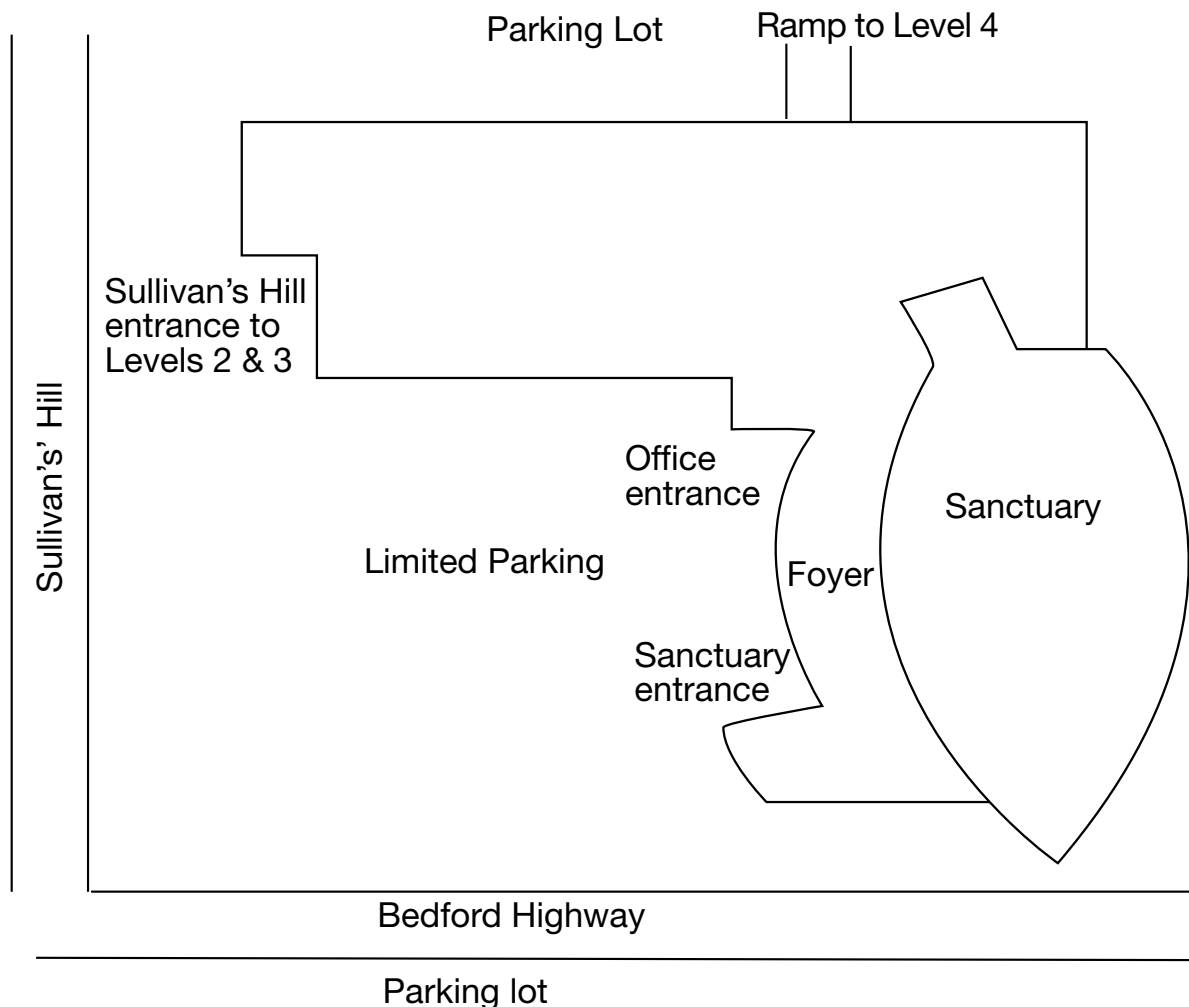 Parking Lot
Ramp to Level 4
Sullivan’s Hill
entrance to
Levels 2 & 3
Sullivan’s’ Hill
Office
entrance
Sanctuary
Limited Parking
Foyer
Sanctuary
entrance
Bedford Highway
Parking lot